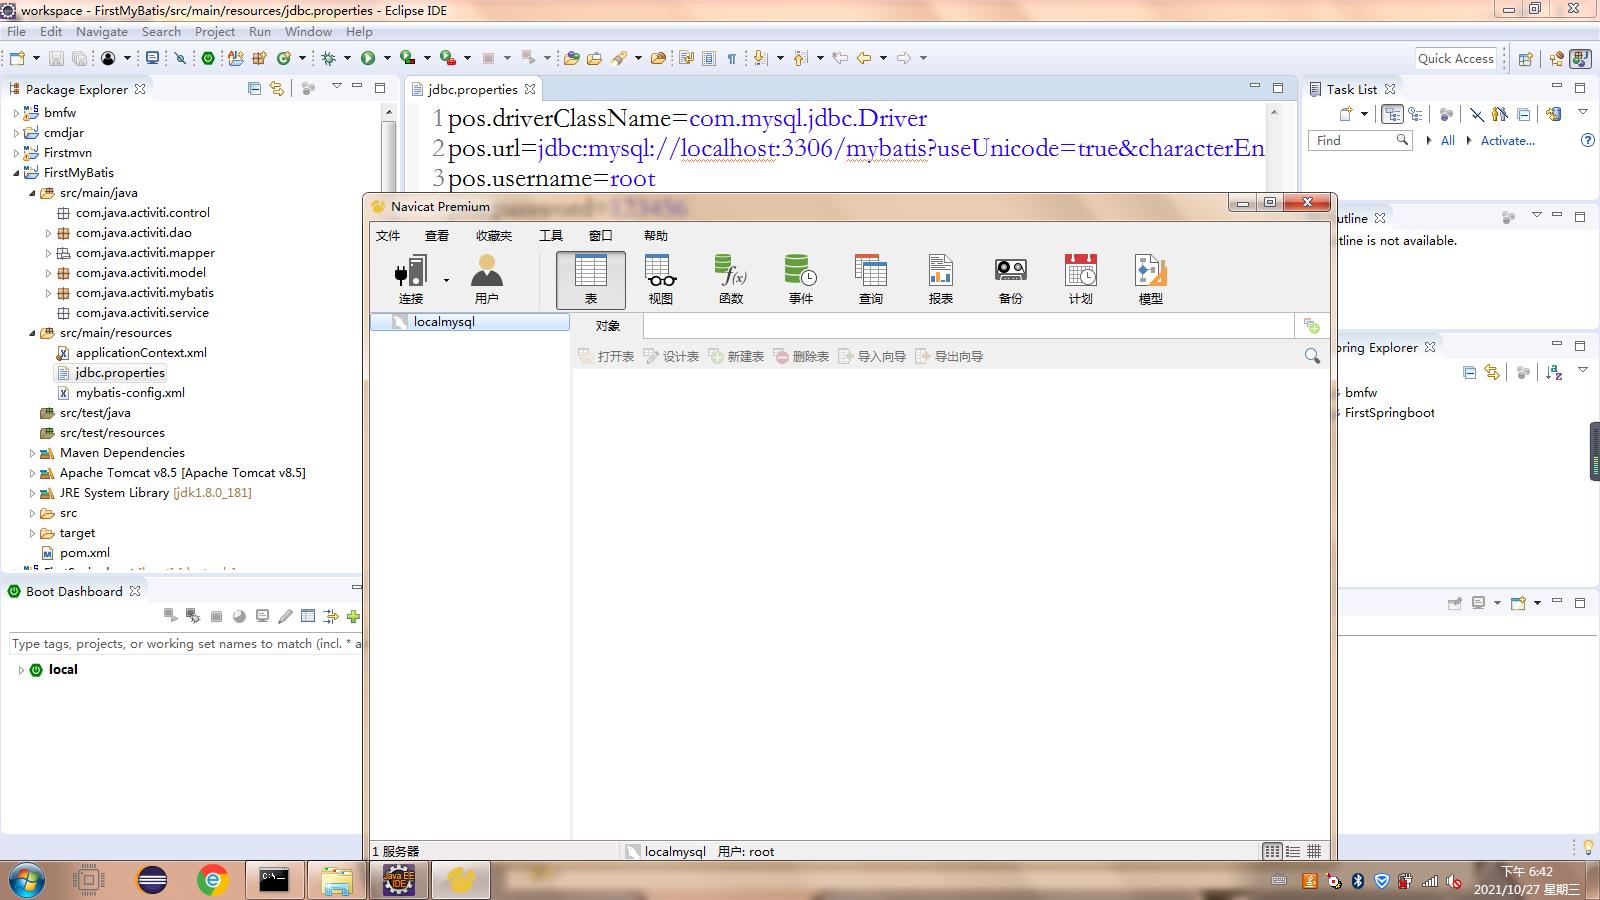 workspace - FirstMyBatis/src/main/resources/jdbc.properties - Eclipse IDE
File Edit Navigate Search Project Run Window Help
Quick Access
Package Explorer
bmfw
cmdjar
Firstmvn
FirstMyBatis
src/main/java
com.java.activiti.control
com.java.activiti.dao
com.java.activiti.mapper
com.java.activiti.model
com.java.activiti.mybatis
com.java.activiti.service
src/main/resources
applicationContext.xml
jdbc.properties
mybatis-config.xml
src/test/java
src/test/resources
Maven Dependencies
Apache Tomcat v8.5 [Apache Tomcat v8.5]
JRE System Library [jdk1.8.0_181]
src
target
pom.xml
Boot Dashboard
Type tags, projects, or working set names to match (incl. * a
local
jdbc.properties
1 pos.driverClassName=com.mysql.jdbc.Driver
2 pos.url=jdbc:mysql://localhost:3306/mybatis?useUnicode=true&characterEn
3 pos.username=root
Navicat Premium
文件 查看 收藏夹 工具 窗口 帮助
连接 用户 表 视图 函数 事件 查询 报表 备份 计划 模型
localmysql
对象
打开表 设计表 新建表 删除表 导入向导 导出向导
1 服务器 localmysql 用户: root
Task List
Find All Activate...
utline
tline is not available.
ring Explorer
bmfw
FirstSpringboot
下午 6:42
2021/10/27 星期三